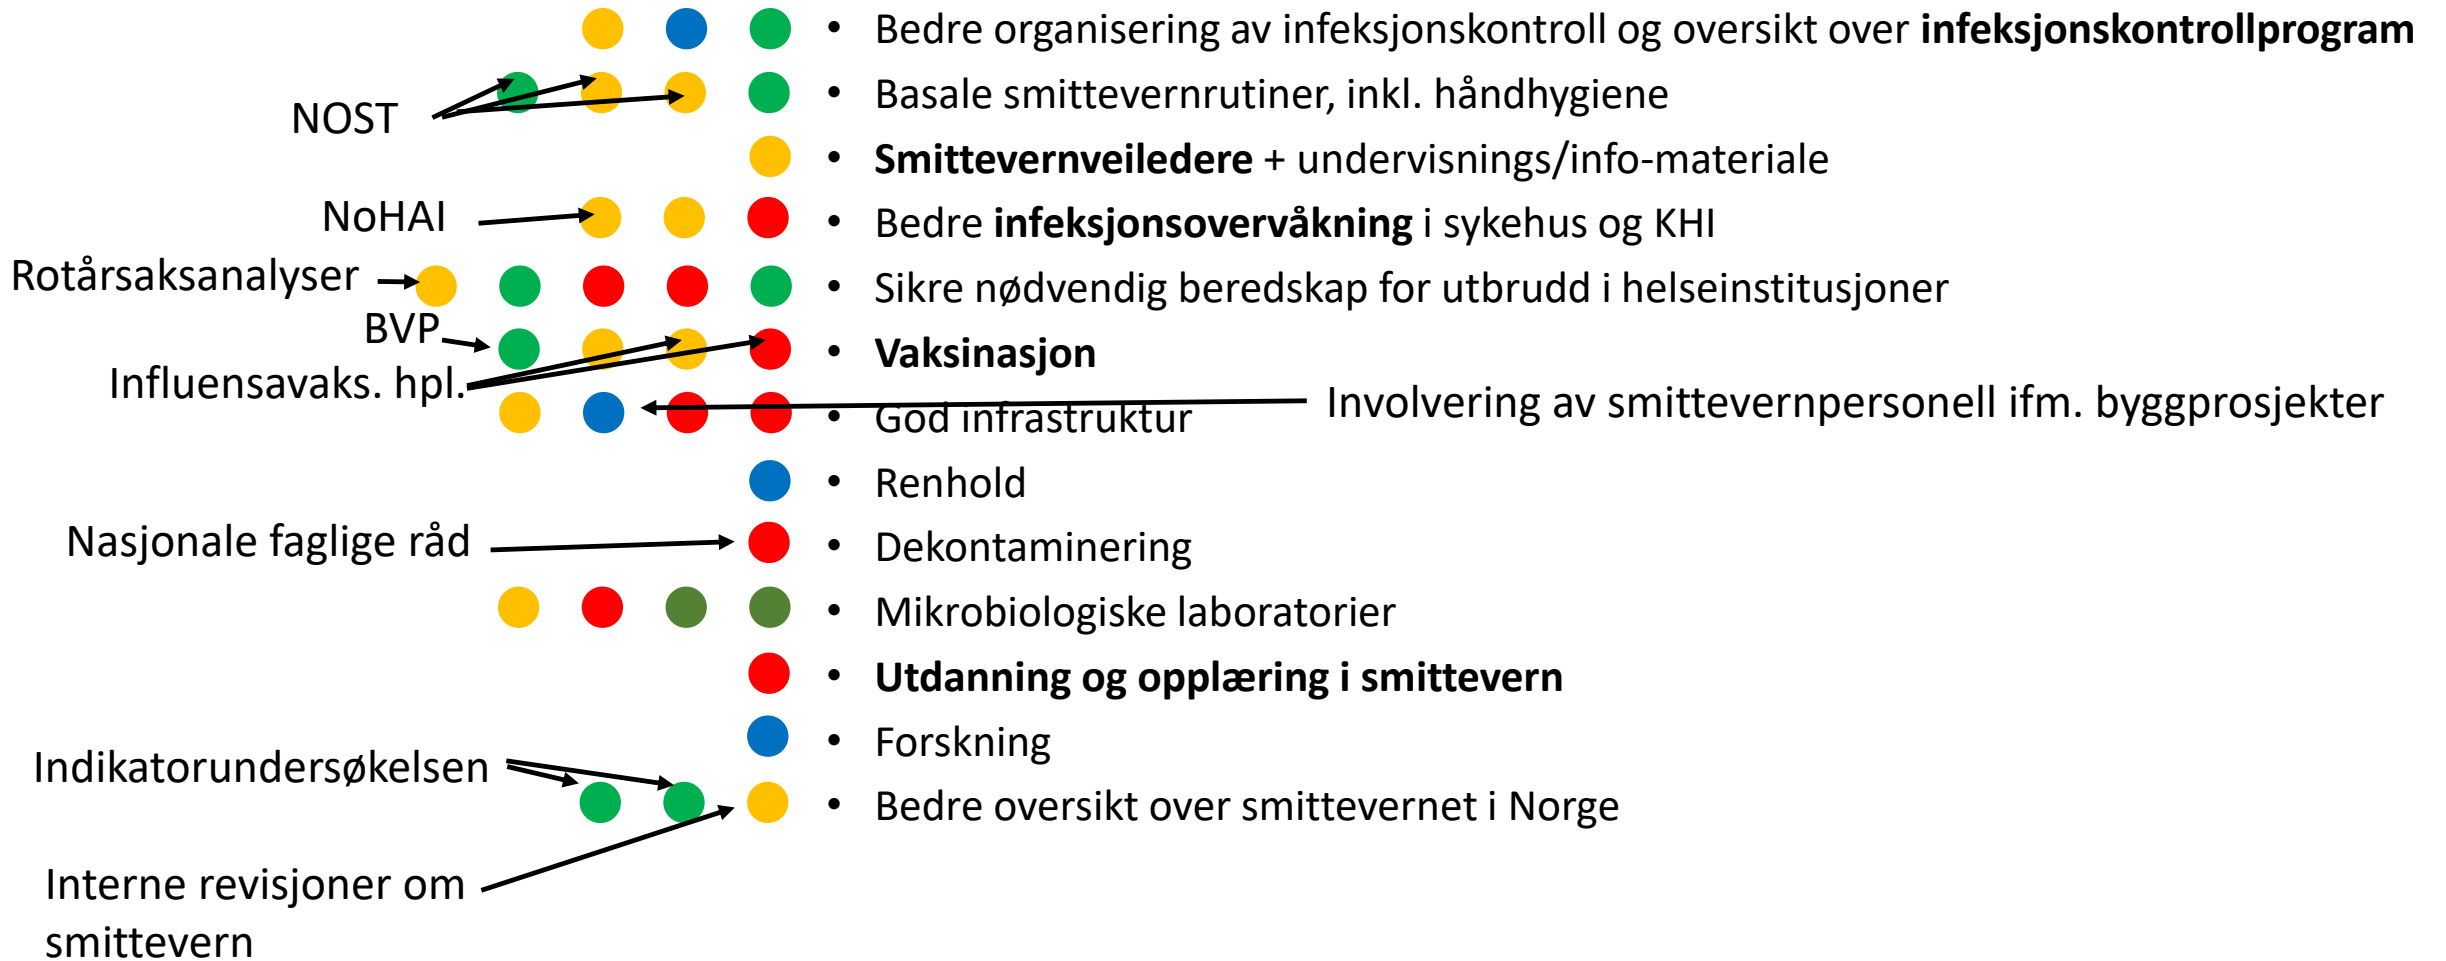 • Bedre organisering av infeksjonskontroll og oversikt over infeksjonskontrollprogram
• Basale smittevernrutiner, inkl. håndhygiene
NOST
• Smittevernveiledere + undervisnings/info-materiale
NoHAI
• Bedre infeksjonsovervåkning i sykehus og KHI
Rotårsaksanalyser
• Sikre nødvendig beredskap for utbrudd i helseinstitusjoner
BVP
• Vaksinasjon
Influensavaks. hpl.
Involvering av smittevernpersonell ifm. byggprosjekter
• God infrastruktur
• Renhold
Nasjonale faglige råd
• Dekontaminering
• Mikrobiologiske laboratorier
• Utdanning og opplæring i smittevern
• Forskning
Indikatorundersøkelsen
• Bedre oversikt over smittevernet i Norge
Interne revisjoner om
smittevern